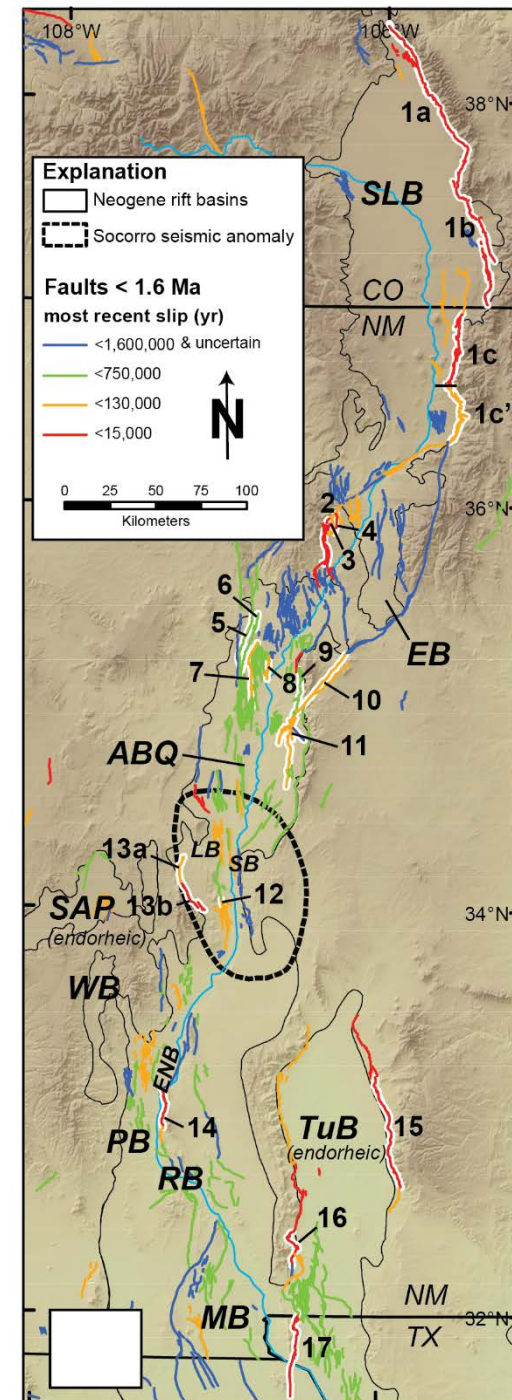 108°W
106°W
38°N
1a
Explanation
Neogene rift basins
Socorro seismic anomaly
Faults < 1.6 Ma
most recent slip (yr)
<1,600,000 & uncertain
<750,000
<130,000
<15,000
N
0 25 50 75 100
Kilometers
SLB
1b
CO
NM
1c
1c'
36°N
2
4
3
6
5
EB
9
7
8
10
11
ABQ
LB
SB
13a
12
SAP
13b
(endorheic)
34°N
WB
ENB
14
TuB
(endorheic)
15
PB
RB
16
MB
NM
32°N
TX
17